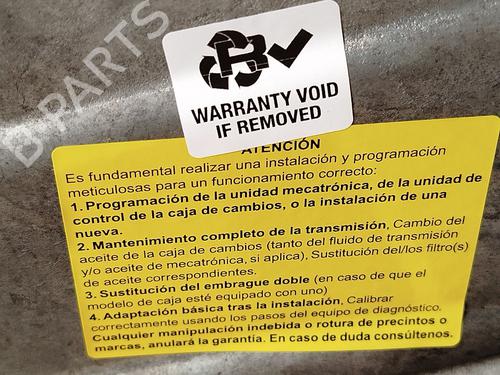 B-PARTS
WARRANTY VOID
IF REMOVED
ATENCIÓN
Es fundamental realizar una instalación y programación
meticulosas para un funcionamiento correcto:
1. Programación de la unidad mecatrónica, de la unidad de
control de la caja de cambios, o la instalación de una
nueva.
2. Mantenimiento completo de la transmisión, Cambio del
aceite de la caja de cambios (tanto del fluido de transmisión
y/o aceite de mecatrónica, si aplica), Sustitución del/los filtro(s)
de aceite correspondientes.
3. Sustitución del embrague doble (en caso de que el
modelo de caja esté equipado con uno)
4. Adaptación básica tras la instalación, Calibrar
correctamente usando los pasos del equipo de diagnóstico.
Cualquier manipulación indebida o rotura de precintos o
marcas, anulará la garantía. En caso de duda consúltenos.